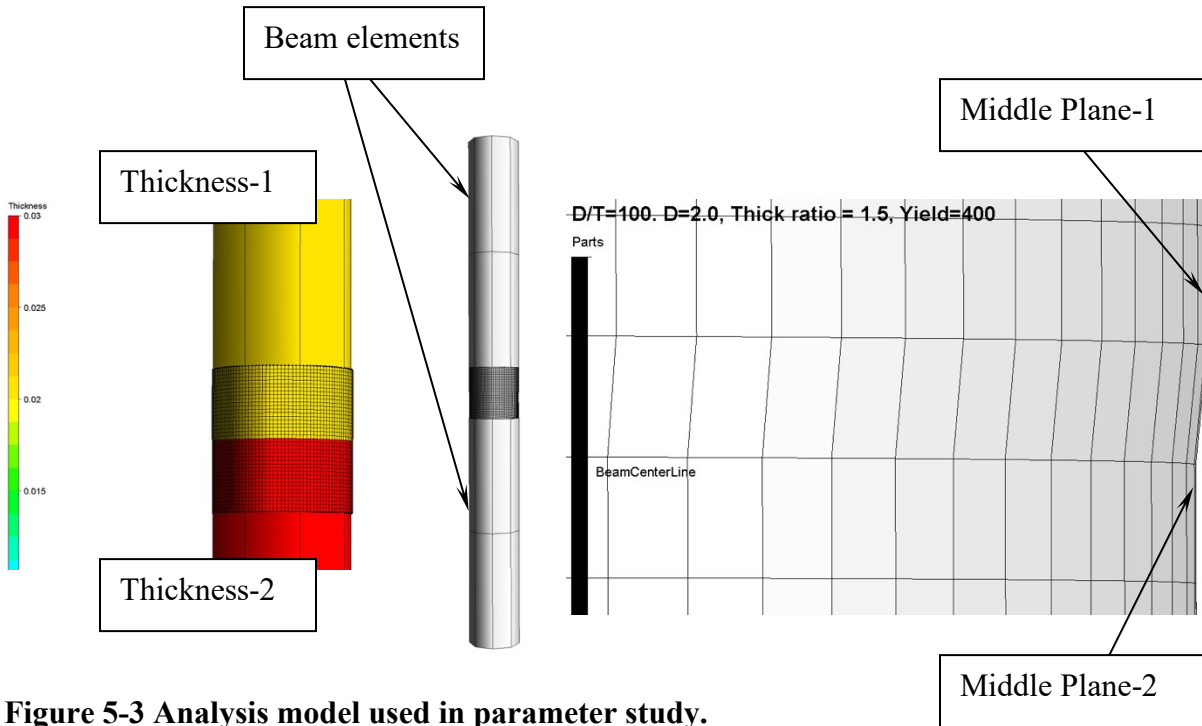 Beam elements
Middle Plane-1
Thickness-1
Thickness
0.03
0.025
0.02
0.015
D/T=100. D=2.0, Thick ratio = 1.5, Yield=400
Parts
BeamCenterLine
Thickness-2
Middle Plane-2
Figure 5-3 Analysis model used in parameter study.